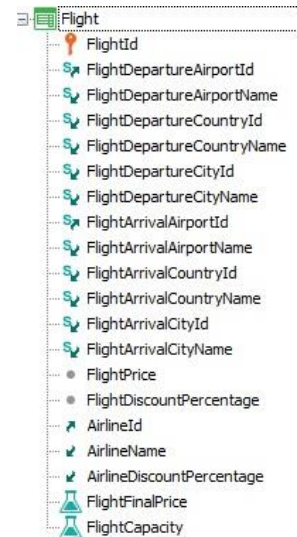 Flight
FlightId
FlightDepartureAirportId
FlightDepartureAirportName
FlightDepartureCountryId
FlightDepartureCountryName
FlightDepartureCityId
FlightDepartureCityName
FlightArrivalAirportId
FlightArrivalAirportName
FlightArrivalCountryId
FlightArrivalCountryName
FlightArrivalCityId
FlightArrivalCityName
FlightPrice
FlightDiscountPercentage
AirlineId
AirlineName
AirlineDiscountPercentage
FlightFinalPrice
FlightCapacity